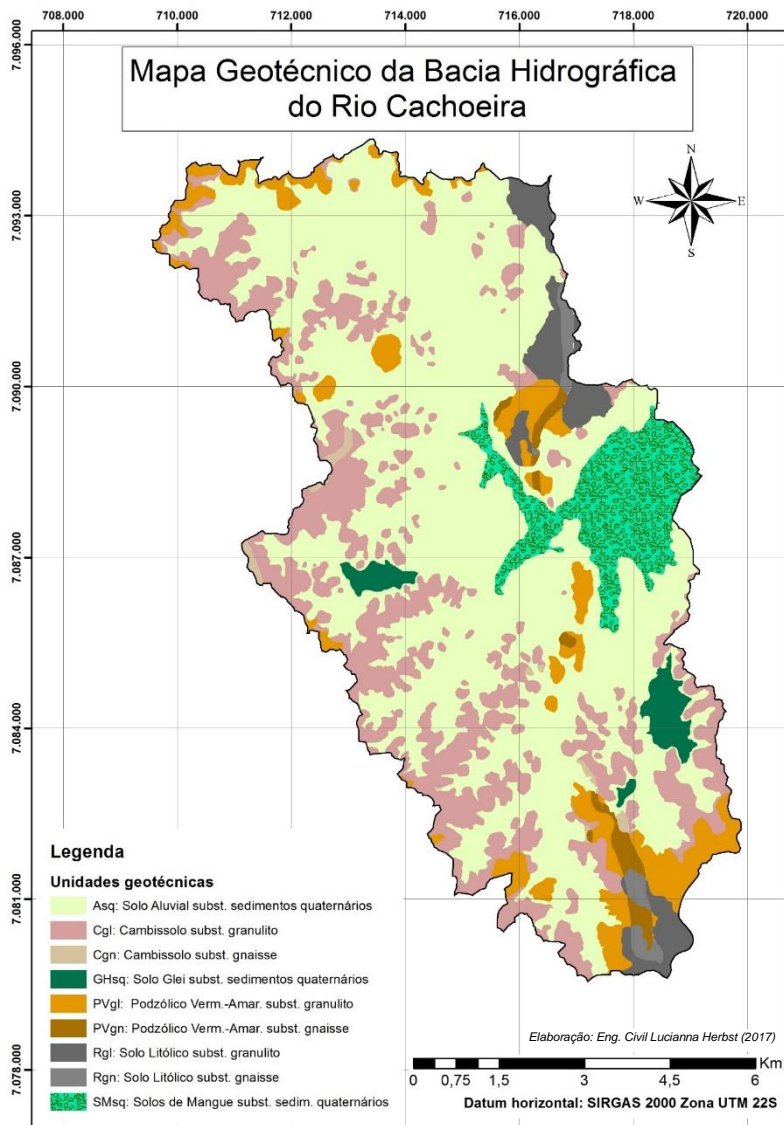 708.000 710.000 712.000 714.000 716.000 718.000 720.000
7.096.000
Mapa Geotécnico da Bacia Hidrográfica
do Rio Cachoeira
N
W E
S
7.093.000
7.090.000
7.087.000
7.084.000
7.081.000
7.078.000
Legenda
Unidades geotécnicas
Asq: Solo Aluvial subst. sedimentos quaternários
Cgl: Cambissolo subst. granulito
Cgn: Cambissolo subst. gnaisse
GHsq: Solo Glei subst. sedimentos quaternários
PVgl: Podzólico Verm.-Amar. subst. granulito
PVgn: Podzólico Verm.-Amar. subst. gnaisse
Rgl: Solo Litólico subst. granulito
Rgn: Solo Litólico subst. gnaisse
SMsq: Solos de Mangue subst. sedim. quaternários
Elaboração: Eng. Civil Lucianna Herbst (2017)
Km
0 0,75 1,5 3 4,5 6
Datum horizontal: SIRGAS 2000 Zona UTM 22S